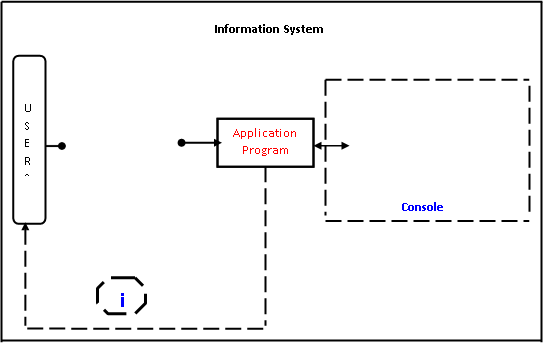 Information System
U
S
E
R
Application
Program
Console
i